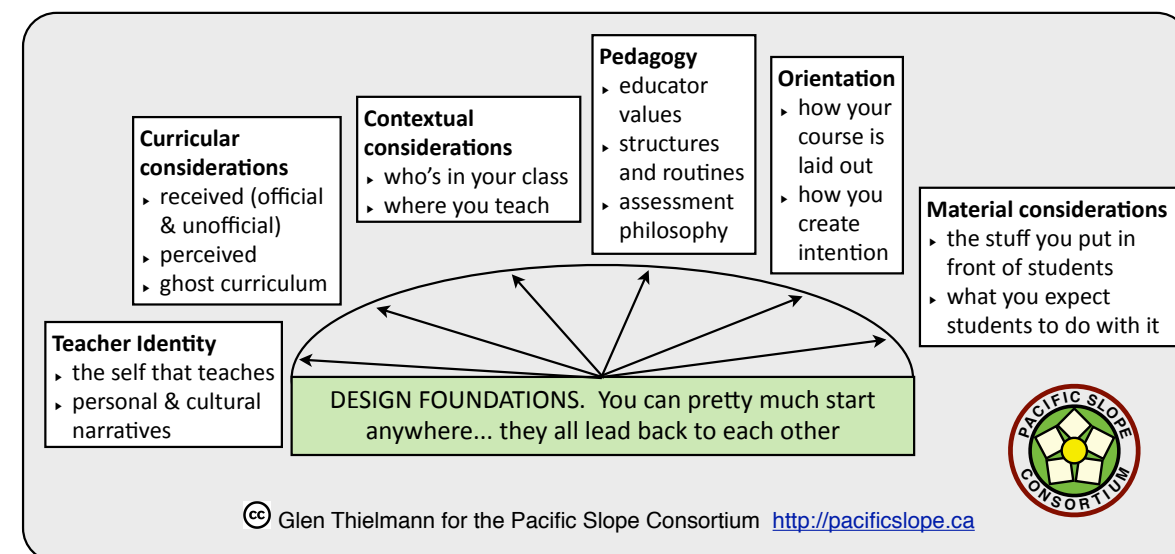 Teacher Identity
‣ the self that teaches
‣ personal & cultural
narratives
Curricular
considerations
‣ received (official
& unofficial)
‣ perceived
‣ ghost curriculum
Contextual
considerations
‣ who's in your class
‣ where you teach
Pedagogy
‣ educator
values
‣ structures
and routines
‣ assessment
philosophy
Orientation
‣ how your
course is
laid out
‣ how you
create
intention
Material considerations
‣ the stuff you put in
front of students
‣ what you expect
students to do with it
DESIGN FOUNDATIONS.  You can pretty much start
anywhere... they all lead back to each other
PACIFIC SLOPE
CONSORTIUM
cc Glen Thielmann for the Pacific Slope Consortium  http://pacificslope.ca